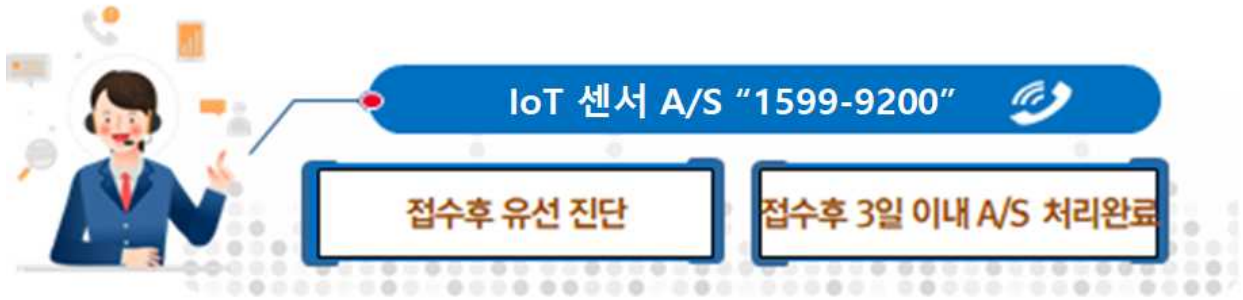 IoT 센서 A/S “1599-9200”
접수후 유선 진단
접수후 3일 이내 A/S 처리완료